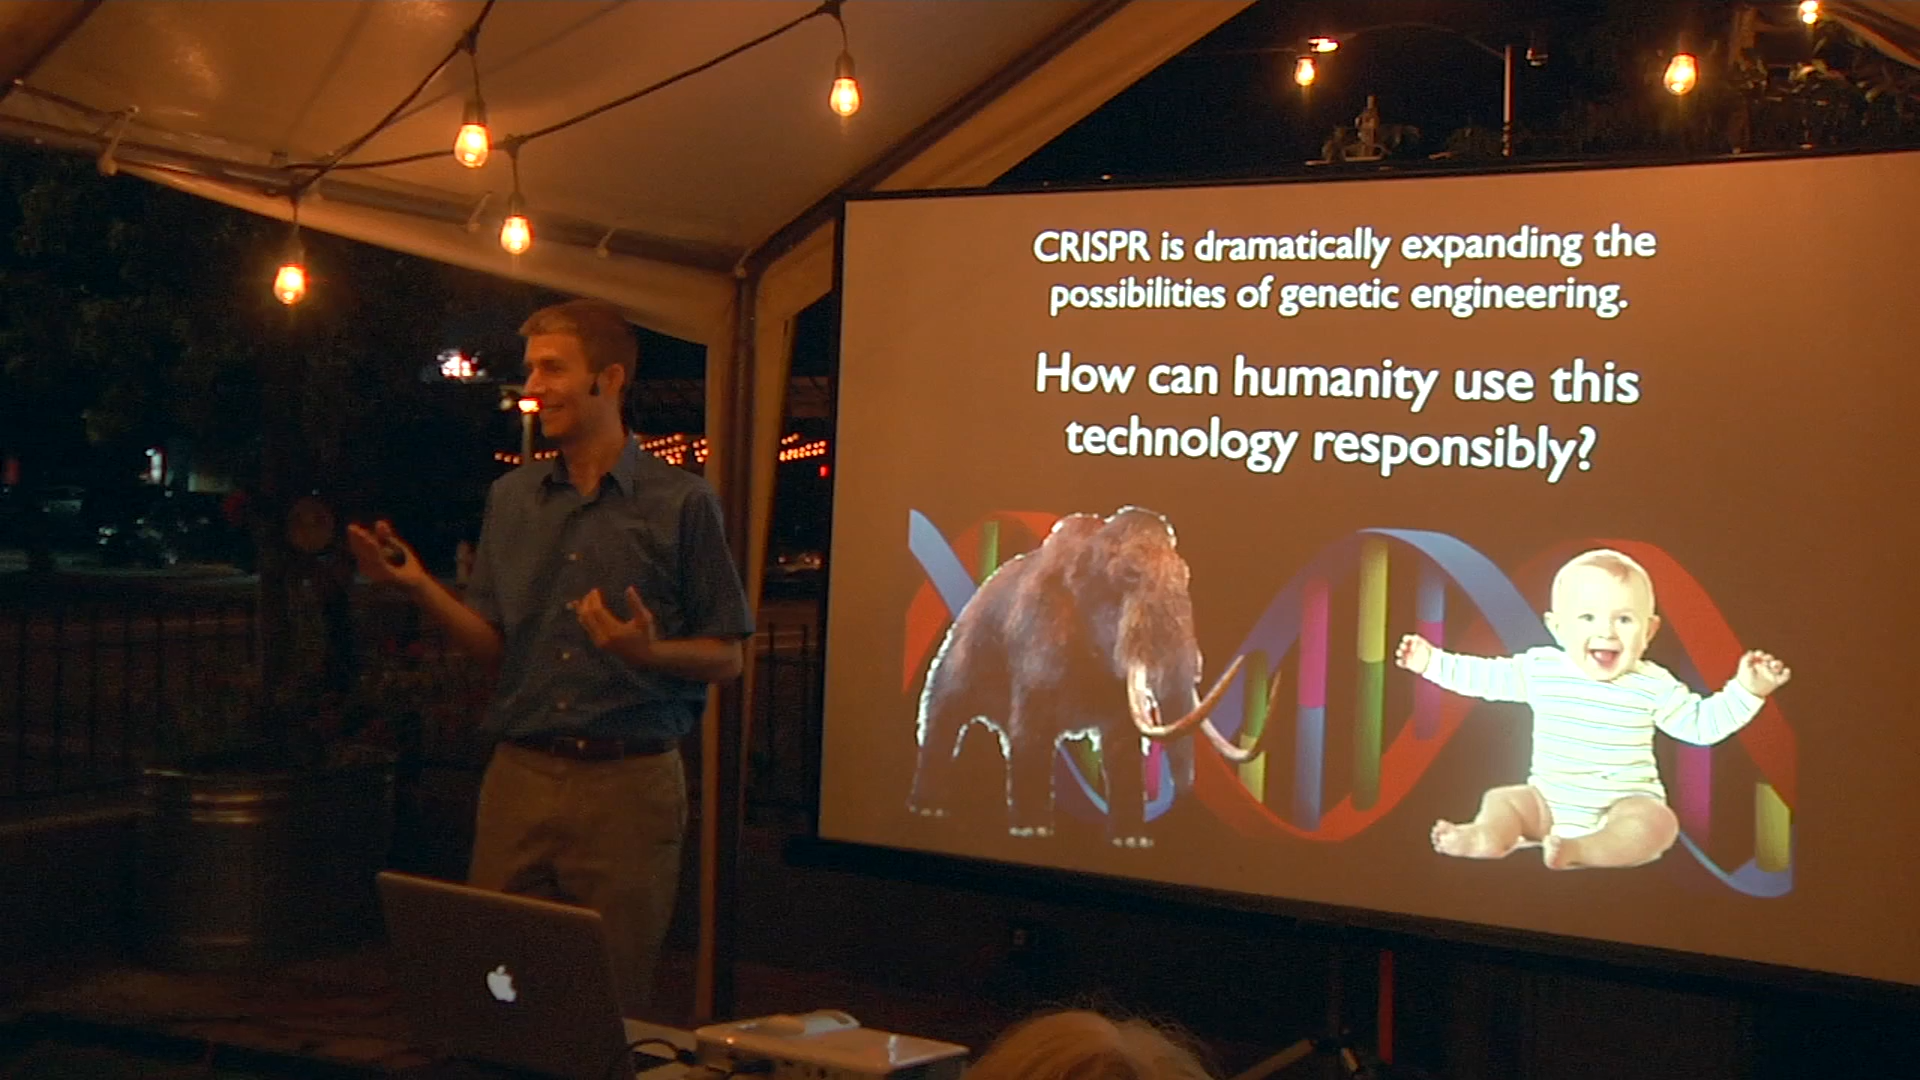 CRISPR is dramatically expanding the
possibilities of genetic engineering.
How can humanity use this
technology responsibly?